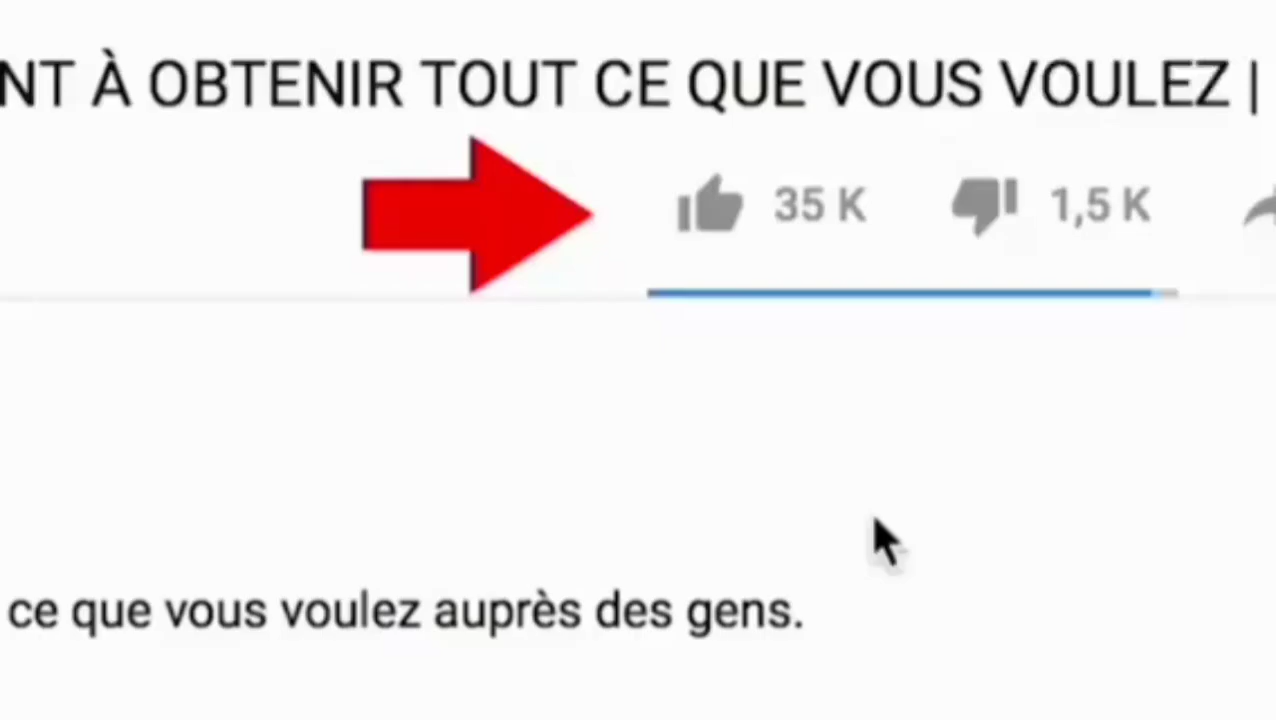 NT À OBTENIR TOUT CE QUE VOUS VOULEZ |
35 K 1,5 K
ce que vous voulez auprès des gens.